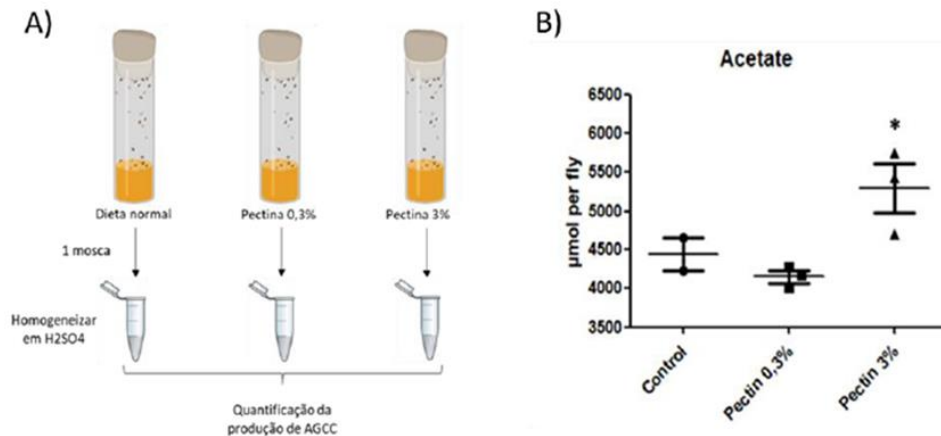 A)
Dieta normal
Pectina 0,3%
Pectina 3%
1 mosca
Homogeneizar
em H2SO4
Quantificação da
produção de AGCC
B)
Acetate
µmol per fly
6500
6000
5500
5000
4500
4000
3500
*
Control
Pectin 0,3%
Pectin 3%